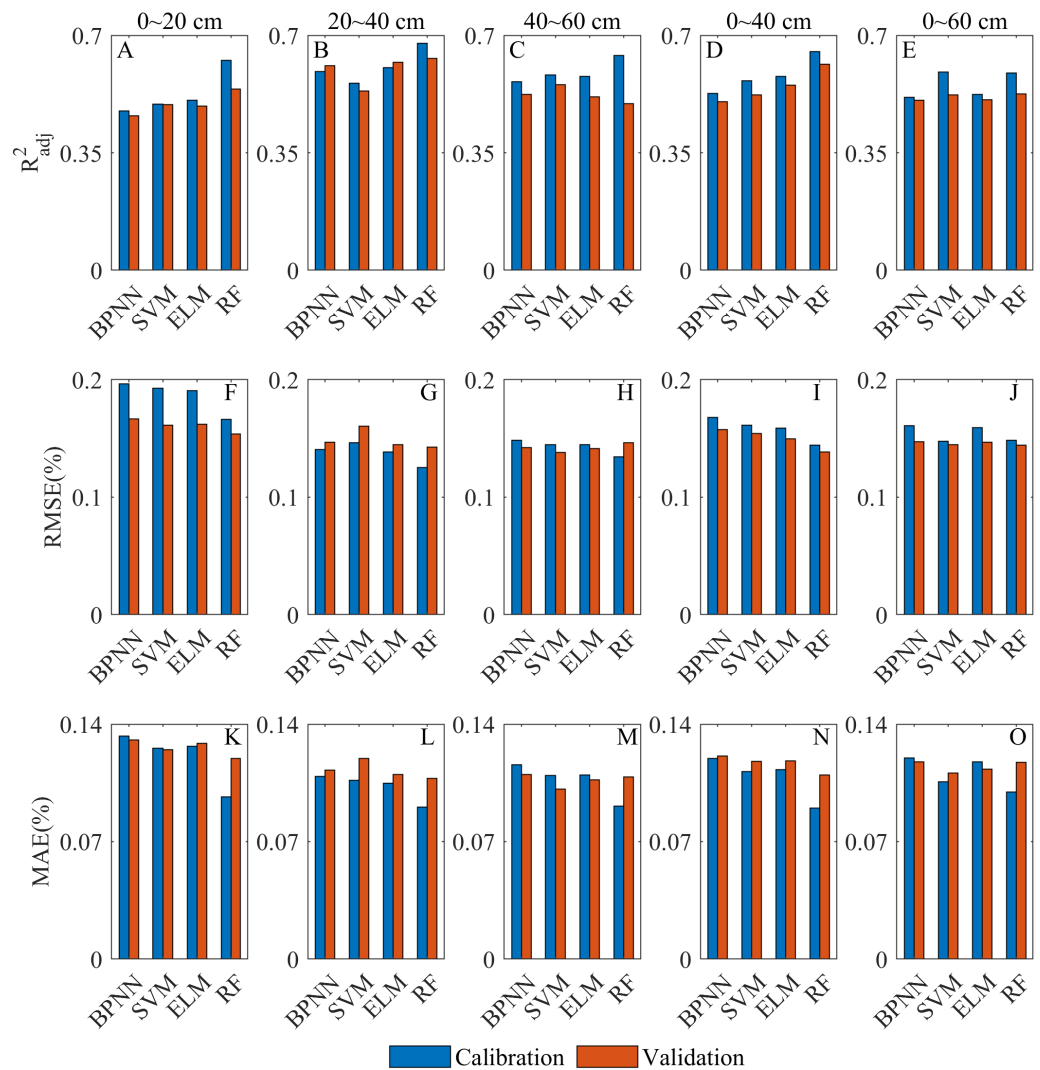 0~20 cm 20~40 cm 40~60 cm 0~40 cm 0~60 cm
A B C D E
R²adj
0.7 0.7 0.7 0.7 0.7
0.35 0.35 0.35 0.35 0.35
0 0 0 0 0
BPNN SVM ELM RF BPNN SVM ELM RF BPNN SVM ELM RF BPNN SVM ELM RF BPNN SVM ELM RF
F G H I J
RMSE(%)
0.2 0.2 0.2 0.2 0.2
0.1 0.1 0.1 0.1 0.1
0 0 0 0 0
BPNN SVM ELM RF BPNN SVM ELM RF BPNN SVM ELM RF BPNN SVM ELM RF BPNN SVM ELM RF
K L M N O
MAE(%)
0.14 0.14 0.14 0.14 0.14
0.07 0.07 0.07 0.07 0.07
0 0 0 0 0
BPNN SVM ELM RF BPNN SVM ELM RF BPNN SVM ELM RF BPNN SVM ELM RF BPNN SVM ELM RF
Calibration Validation